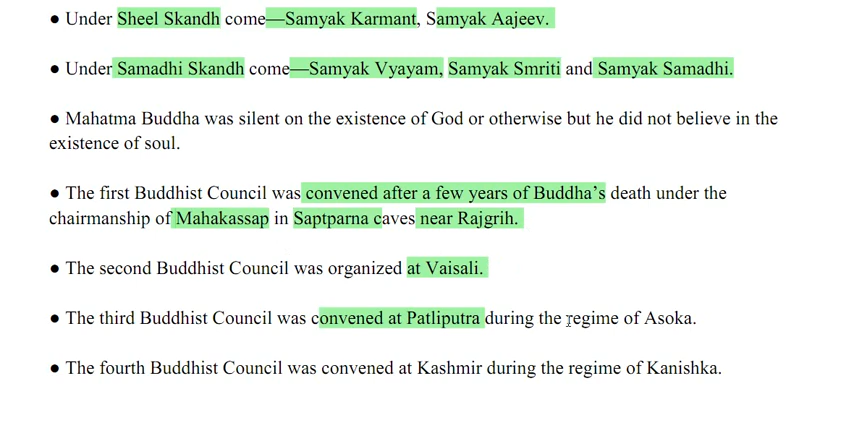 ● Under Sheel Skandh come—Samyak Karmant, Samyak Aajeev.
● Under Samadhi Skandh come—Samyak Vyayam, Samyak Smriti and Samyak Samadhi.
● Mahatma Buddha was silent on the existence of God or otherwise but he did not believe in the
existence of soul.
● The first Buddhist Council was convened after a few years of Buddha’s death under the
chairmanship of Mahakassap in Saptparna caves near Rajgrih.
● The second Buddhist Council was organized at Vaisali.
● The third Buddhist Council was convened at Patliputra during the regime of Asoka.
● The fourth Buddhist Council was convened at Kashmir during the regime of Kanishka.